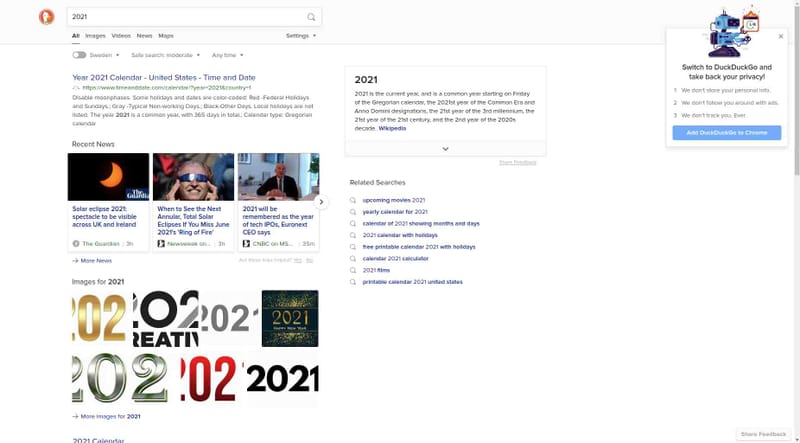 2021
All Images Videos News Maps Settings
Sweden Safe search: moderate Any time
Year 2021 Calendar - United States - Time and Date
https://www.timeanddate.com/calendar/?year=2021&country=1
Disable moonphases. Some holidays and dates are color-coded: Red -Federal Holidays
and Sundays.; Gray -Typical Non-working Days.; Black-Other Days. Local holidays are not
listed. The year 2021 is a common year, with 365 days in total.; Calendar type: Gregorian
calendar
Recent News
The Guardia
Solar eclipse 2021:
spectacle to be visible
across UK and Ireland
The Guardian 3h
When to See the Next
Annular, Total Solar
Eclipses If You Miss June
2021's 'Ring of Fire'
Newsweek on... 3h
2021 will be
remembered as the year
of tech IPOs, Euronext
CEO says
CNBC on MS... 35m
More News
Are these links helpful? Yes No
Images for 2021
202
202
CREATIV
2021
2021
HAPPY NEW YEAR
202
202
2021
More Images for 2021
2021 Calendar
2021
2021 is the current year, and is a common year starting on Friday
of the Gregorian calendar, the 2021st year of the Common Era and
Anno Domini designations, the 21st year of the 3rd millennium, the
21st year of the 21st century, and the 2nd year of the 2020s
decade. Wikipedia
Share Feedback
Related Searches
upcoming movies 2021
yearly calendar for 2021
calendar of 2021 showing months and days
2021 calendar with holidays
free printable calendar 2021 with holidays
calendar 2021 calculator
2021 films
printable calendar 2021 united states
Switch to DuckDuckGo and
take back your privacy!
1 We don't store your personal info.
2 We don't follow you around with ads.
3 We don't track you. Ever.
Add DuckDuckGo to Chrome
Share Feedback